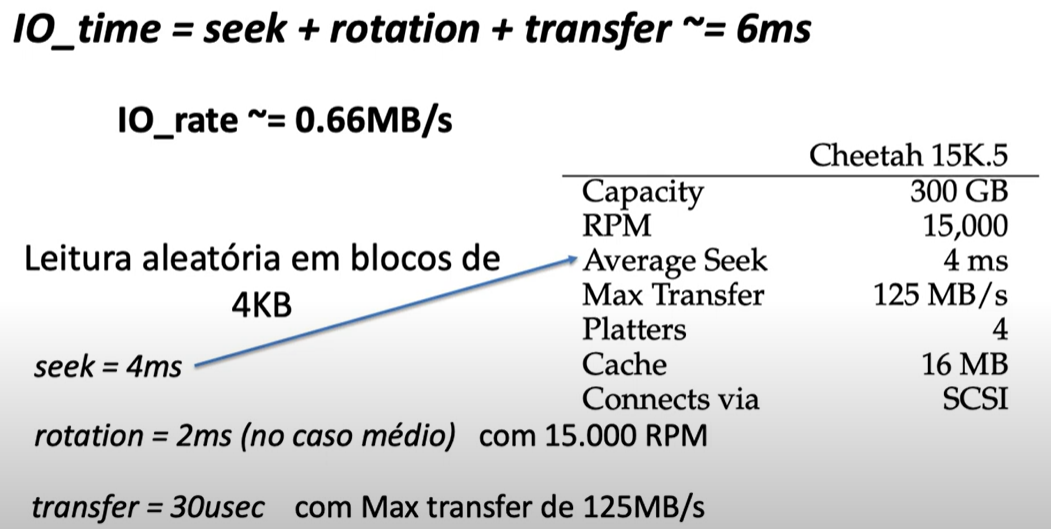 IO_time = seek + rotation + transfer ~= 6ms
IO_rate ~= 0.66MB/s
Cheetah 15K.5
Capacity 300 GB
RPM 15,000
Average Seek 4 ms
Max Transfer 125 MB/s
Platters 4
Cache 16 MB
Connects via SCSI
Leitura aleatória em blocos de
4KB
seek = 4ms
rotation = 2ms (no caso médio) com 15.000 RPM
transfer = 30usec com Max transfer de 125MB/s